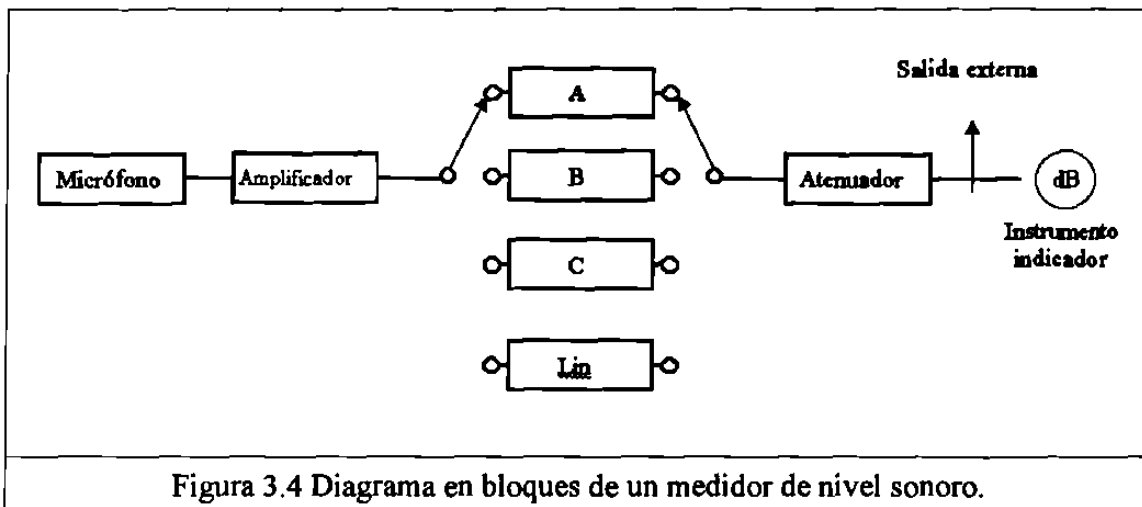 Salida externa
A
Micrófono
Amplificador
B
Atenuador
dB
Instrumento
indicador
C
Lin
Figura 3.4 Diagrama en bloques de un medidor de nivel sonoro.